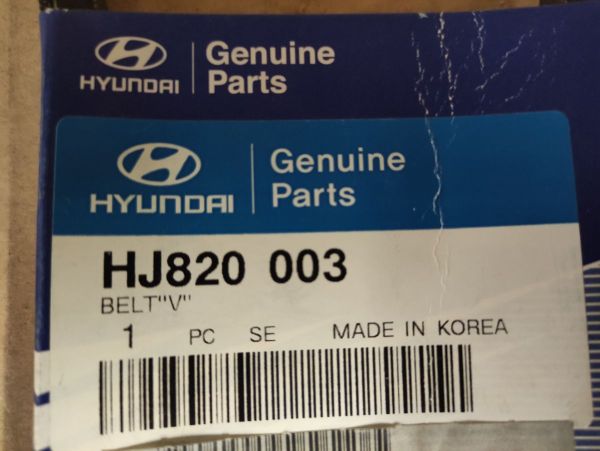 Genuine
HYUNDAI Parts
Genuine
HYUNDAI Parts
HJ820 003
BELT"V"
1 PC SE MADE IN KOREA